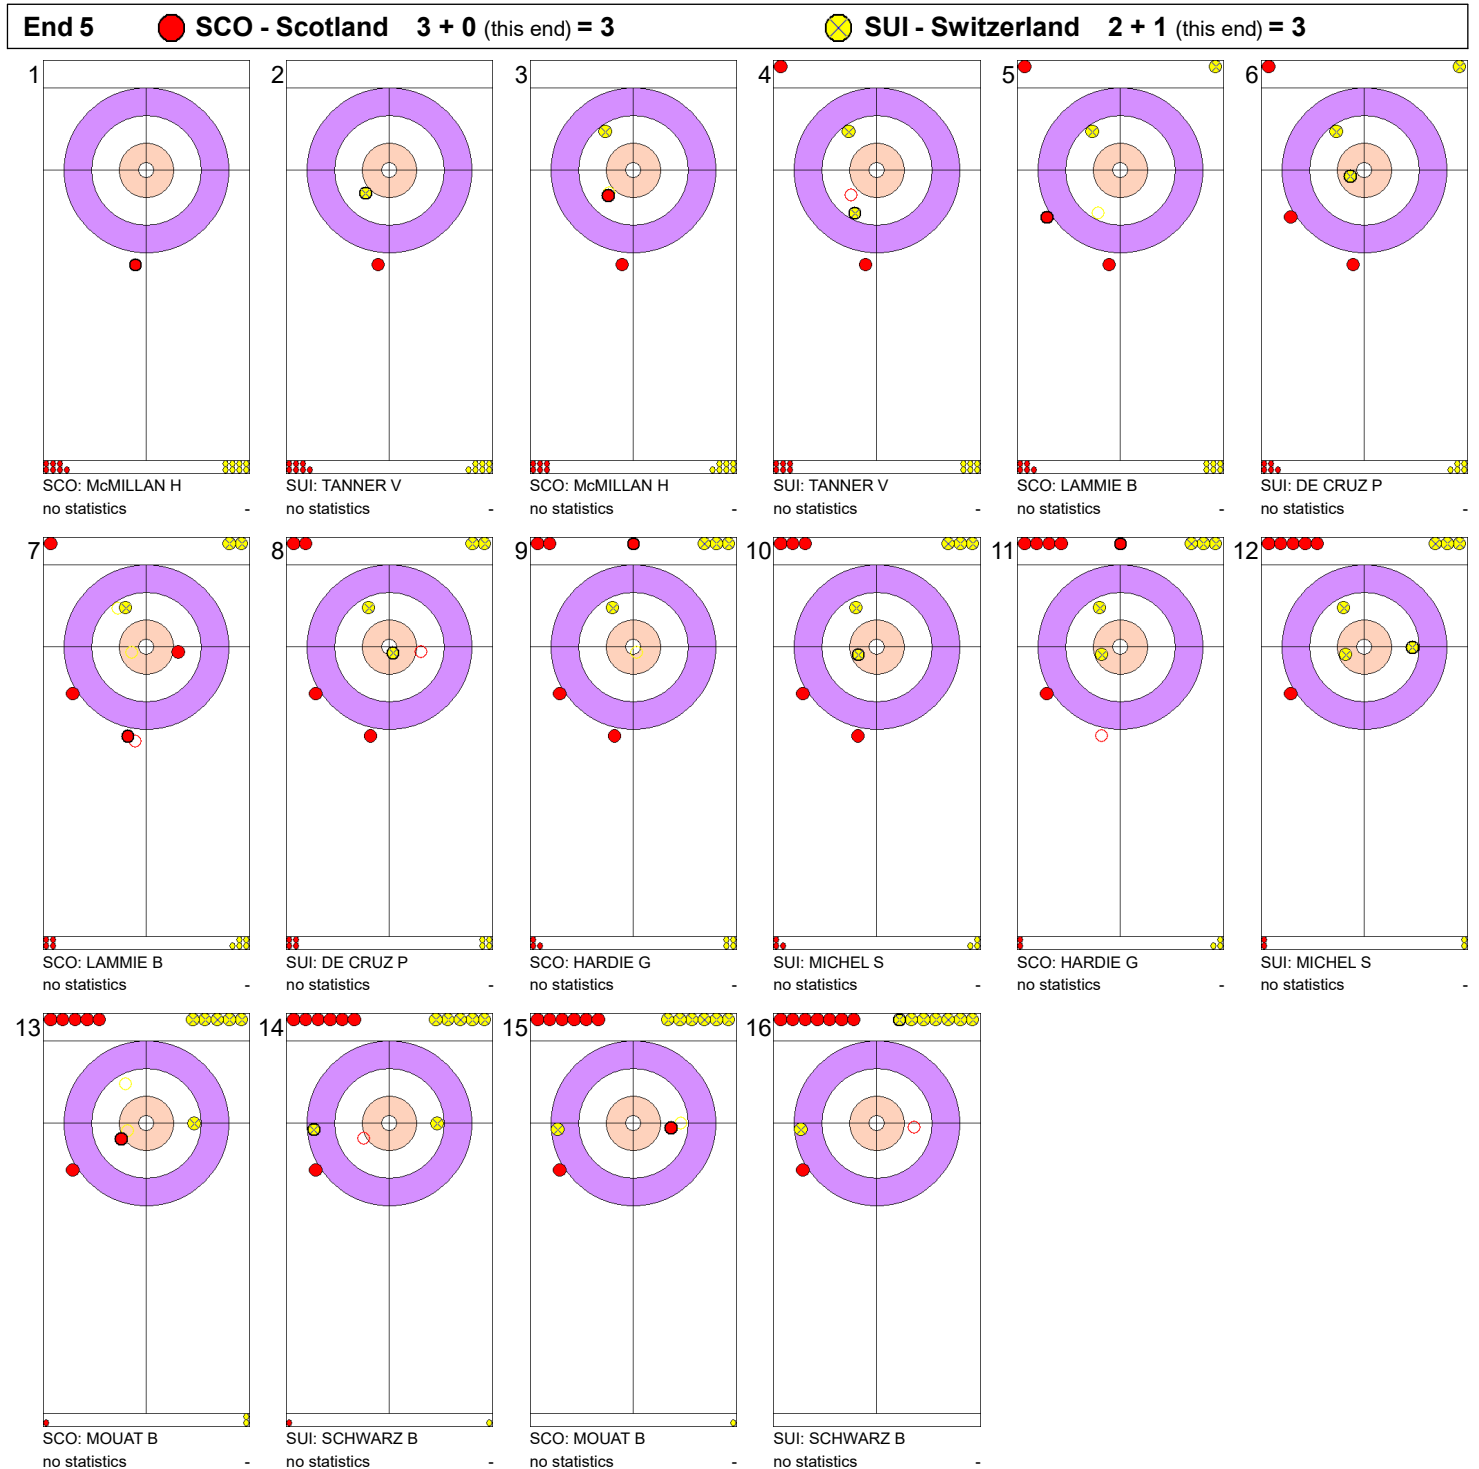 End 5 SCO - Scotland 3 + 0 (this end) = 3 SUI - Switzerland 2 + 1 (this end) = 3
1 2 3 4 5 6
SCO: McMILLAN H SUI: TANNER V SCO: McMILLAN H SUI: TANNER V SCO: LAMMIE B SUI: DE CRUZ P
no statistics - no statistics - no statistics - no statistics - no statistics - no statistics -
7 8 9 10 11 12
SCO: LAMMIE B SUI: DE CRUZ P SCO: HARDIE G SUI: MICHEL S SCO: HARDIE G SUI: MICHEL S
no statistics - no statistics - no statistics - no statistics - no statistics - no statistics -
13 14 15 16
SCO: MOUAT B SUI: SCHWARZ B SCO: MOUAT B SUI: SCHWARZ B
no statistics - no statistics - no statistics - no statistics -